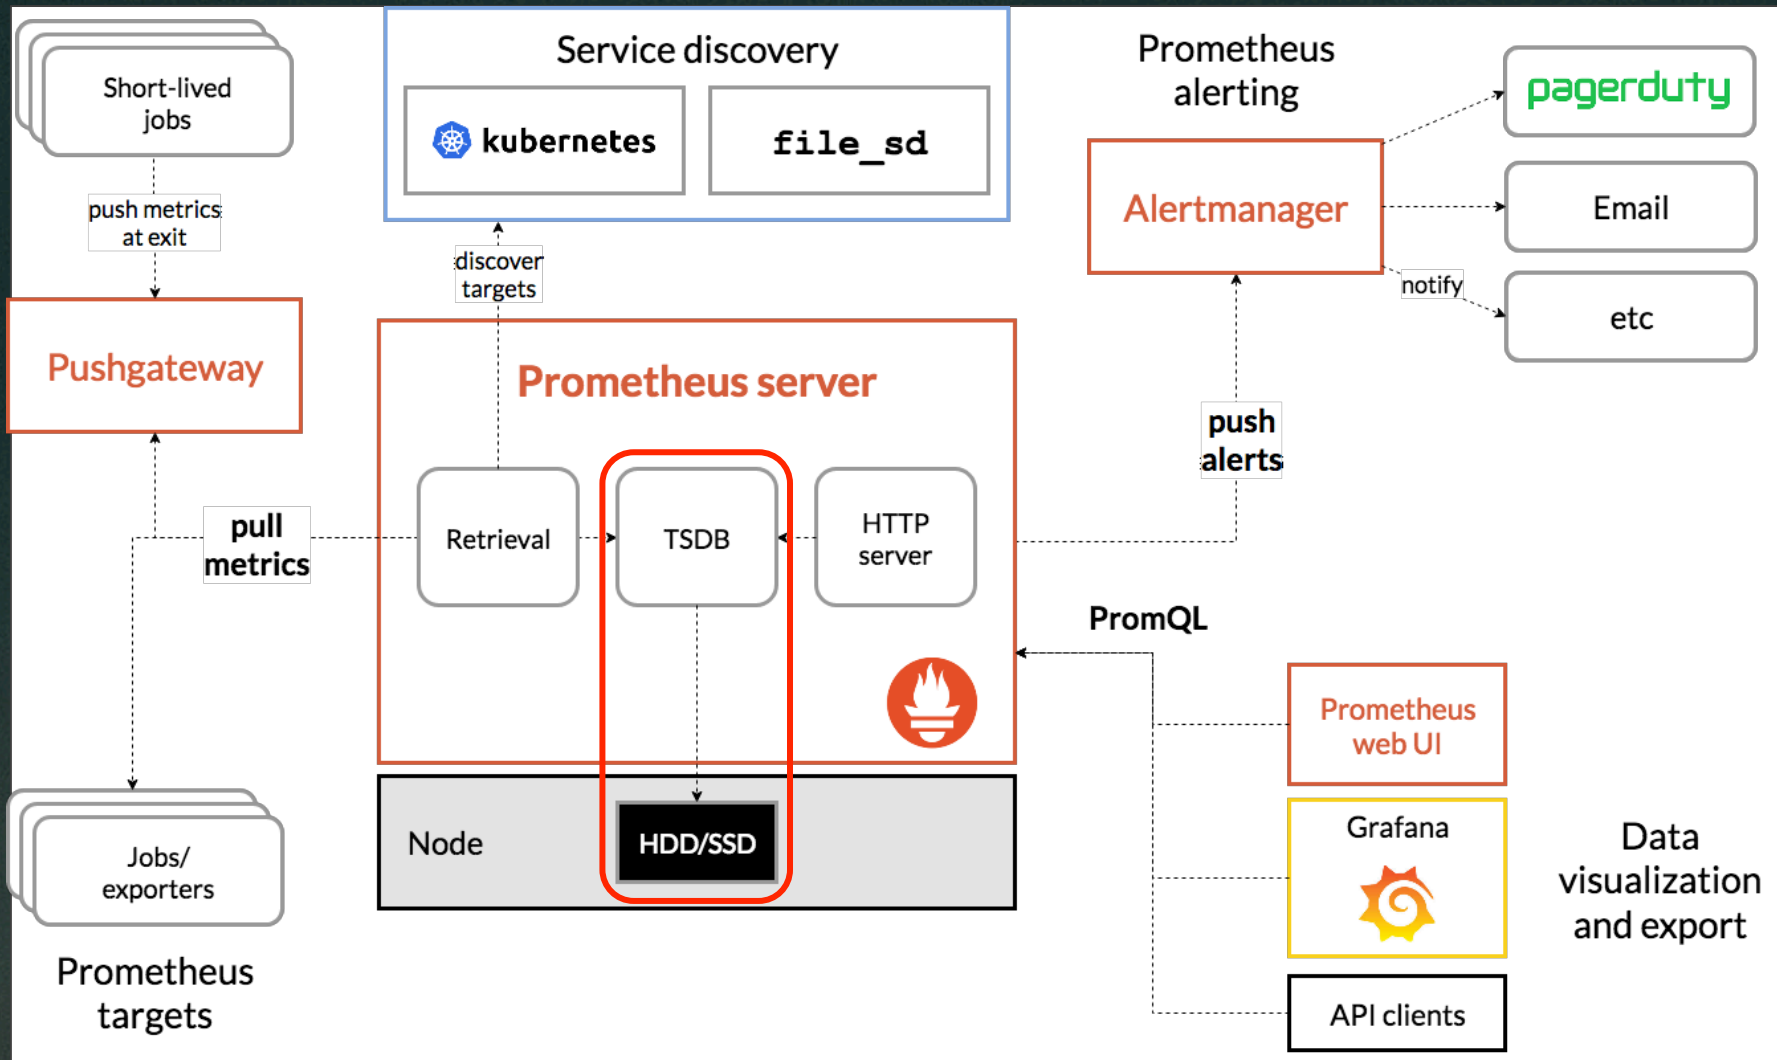 Short-lived
jobs
push metrics
at exit
Pushgateway
pull
metrics
Jobs/
exporters
Prometheus
targets
Service discovery
kubernetes
file_sd
discover
targets
Prometheus server
Retrieval
TSDB
HTTP
server
Node
HDD/SSD
Prometheus
alerting
Alertmanager
pagerduty
Email
notify
etc
push
alerts
PromQL
Prometheus
web UI
Grafana
API clients
Data
visualization
and export